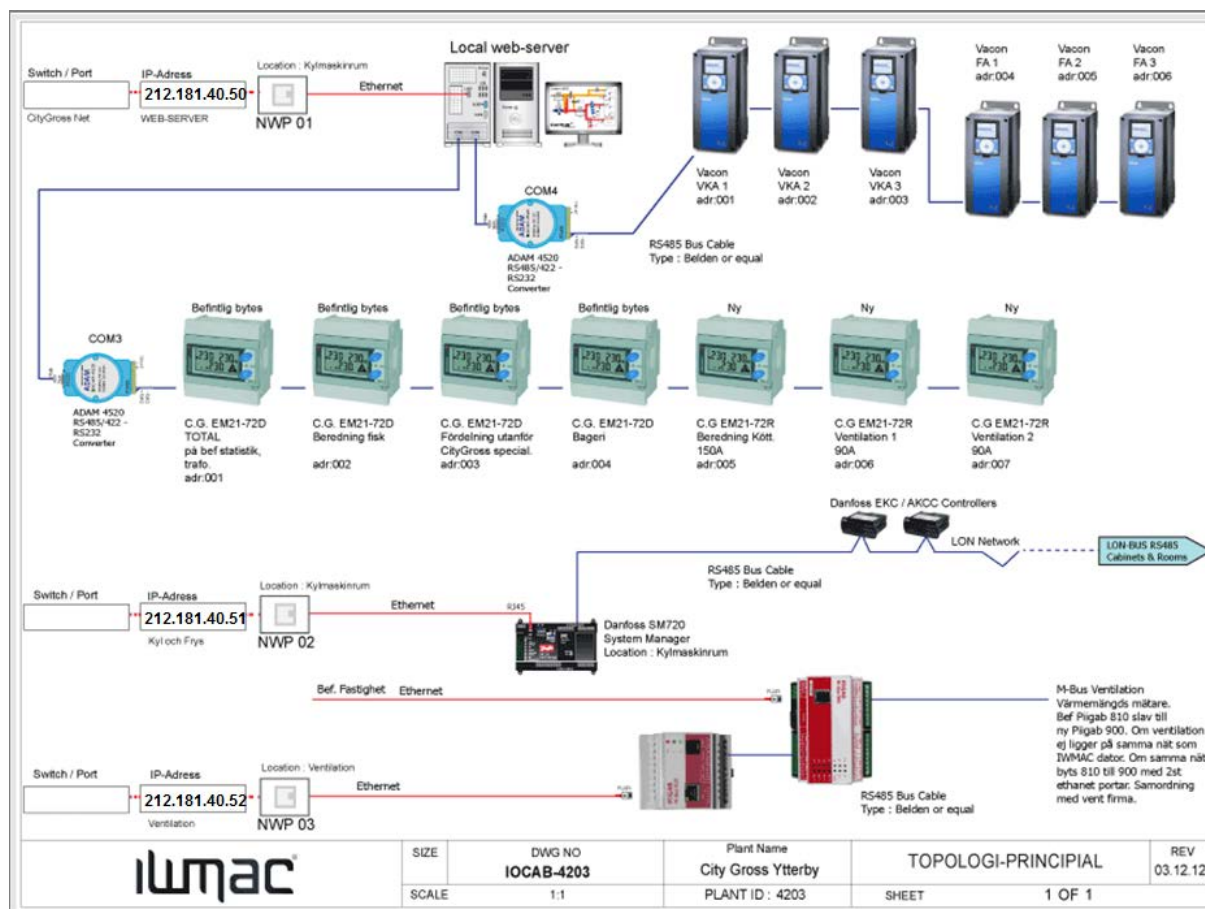 Switch / Port
IP-Adress
Location : Kylmaskinrum
Ethernet
Local web-server
212.181.40.50
CityGross Net
WEB-SERVER
NWP 01
Vacon
FA 1
adr:004
Vacon
FA 2
adr:005
Vacon
FA 3
adr:006
Vacon
VKA 1
adr:001
Vacon
VKA 2
adr:002
Vacon
VKA 3
adr:003
COM4
ADAM 4520
RS485/422 -
RS232
Converter
RS485 Bus Cable
Type : Belden or equal
COM3
ADAM 4520
RS485/422 -
RS232
Converter
Befintlig bytes
C.G. EM21-72D
TOTAL
på bef statistik,
trafo.
adr:001
Befintlig bytes
C.G. EM21-72D
Beredning fisk
adr:002
Befintlig bytes
C.G. EM21-72D
Fördelning utanför
CityGross special.
adr:003
Befintlig bytes
C.G. EM21-72D
Bageri
adr:004
Ny
C.G EM21-72R
Beredning Kött.
150A
adr:005
Ny
C.G EM21-72R
Ventilation 1
90A
adr:006
Ny
C.G EM21-72R
Ventilation 2
90A
adr:007
Danfoss EKC / AKCC Controllers
LON Network
LON-BUS RS485
Cabinets & Rooms
RS485 Bus Cable
Type : Belden or equal
Switch / Port
IP-Adress
Location : Kylmaskinrum
Ethernet
RJ45
212.181.40.51
Kyl och Frys
NWP 02
Danfoss SM720
System Manager
Location : Kylmaskinrum
Bef. Fastighet
Ethernet
M-Bus Ventilation
Värmemängds mätare.
Bef Piigab 810 slav till
ny Piigab 900. Om ventilation
ej ligger på samma nät som
IWMAC dator. Om samma nät
byts 810 till 900 med 2st
ethanet portar. Samordning
med vent firma.
Switch / Port
IP-Adress
Location : Ventilation
Ethernet
212.181.40.52
Ventilation
NWP 03
RS485 Bus Cable
Type : Belden or equal
iwmac
SIZE
DWG NO
IOCAB-4203
Plant Name
City Gross Ytterby
TOPOLOGI-PRINCIPIAL
REV
03.12.12
SCALE
1:1
PLANT ID : 4203
SHEET
1 OF 1